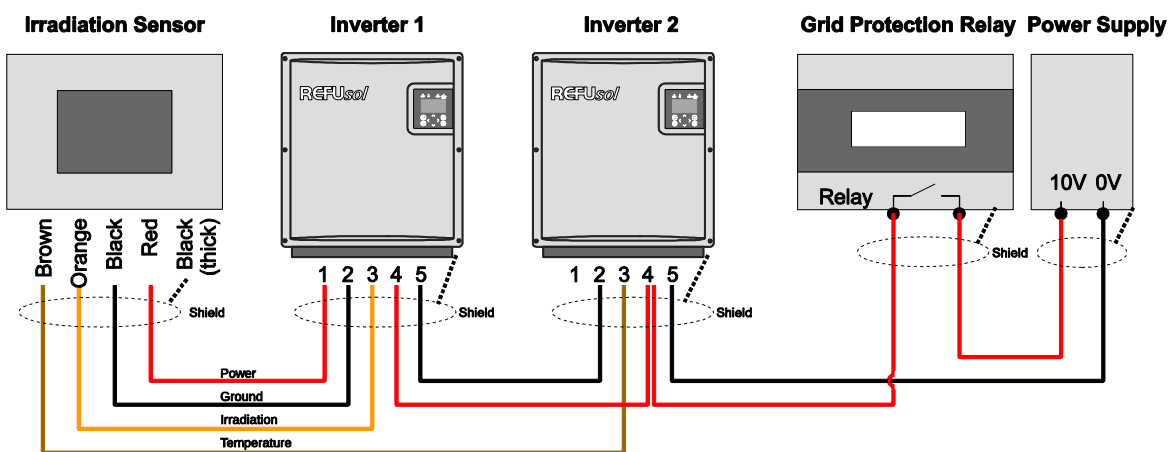 Irradiation Sensor
Inverter 1
Inverter 2
Grid Protection Relay
Power Supply
REFUsol
REFUsol
Relay
10V 0V
Brown
Orange
Black
Red
Black
(thick)
1 2 3 4 5
1 2 3 4 5
Shield
Shield
Shield
Shield
Power
Ground
Irradiation
Temperature